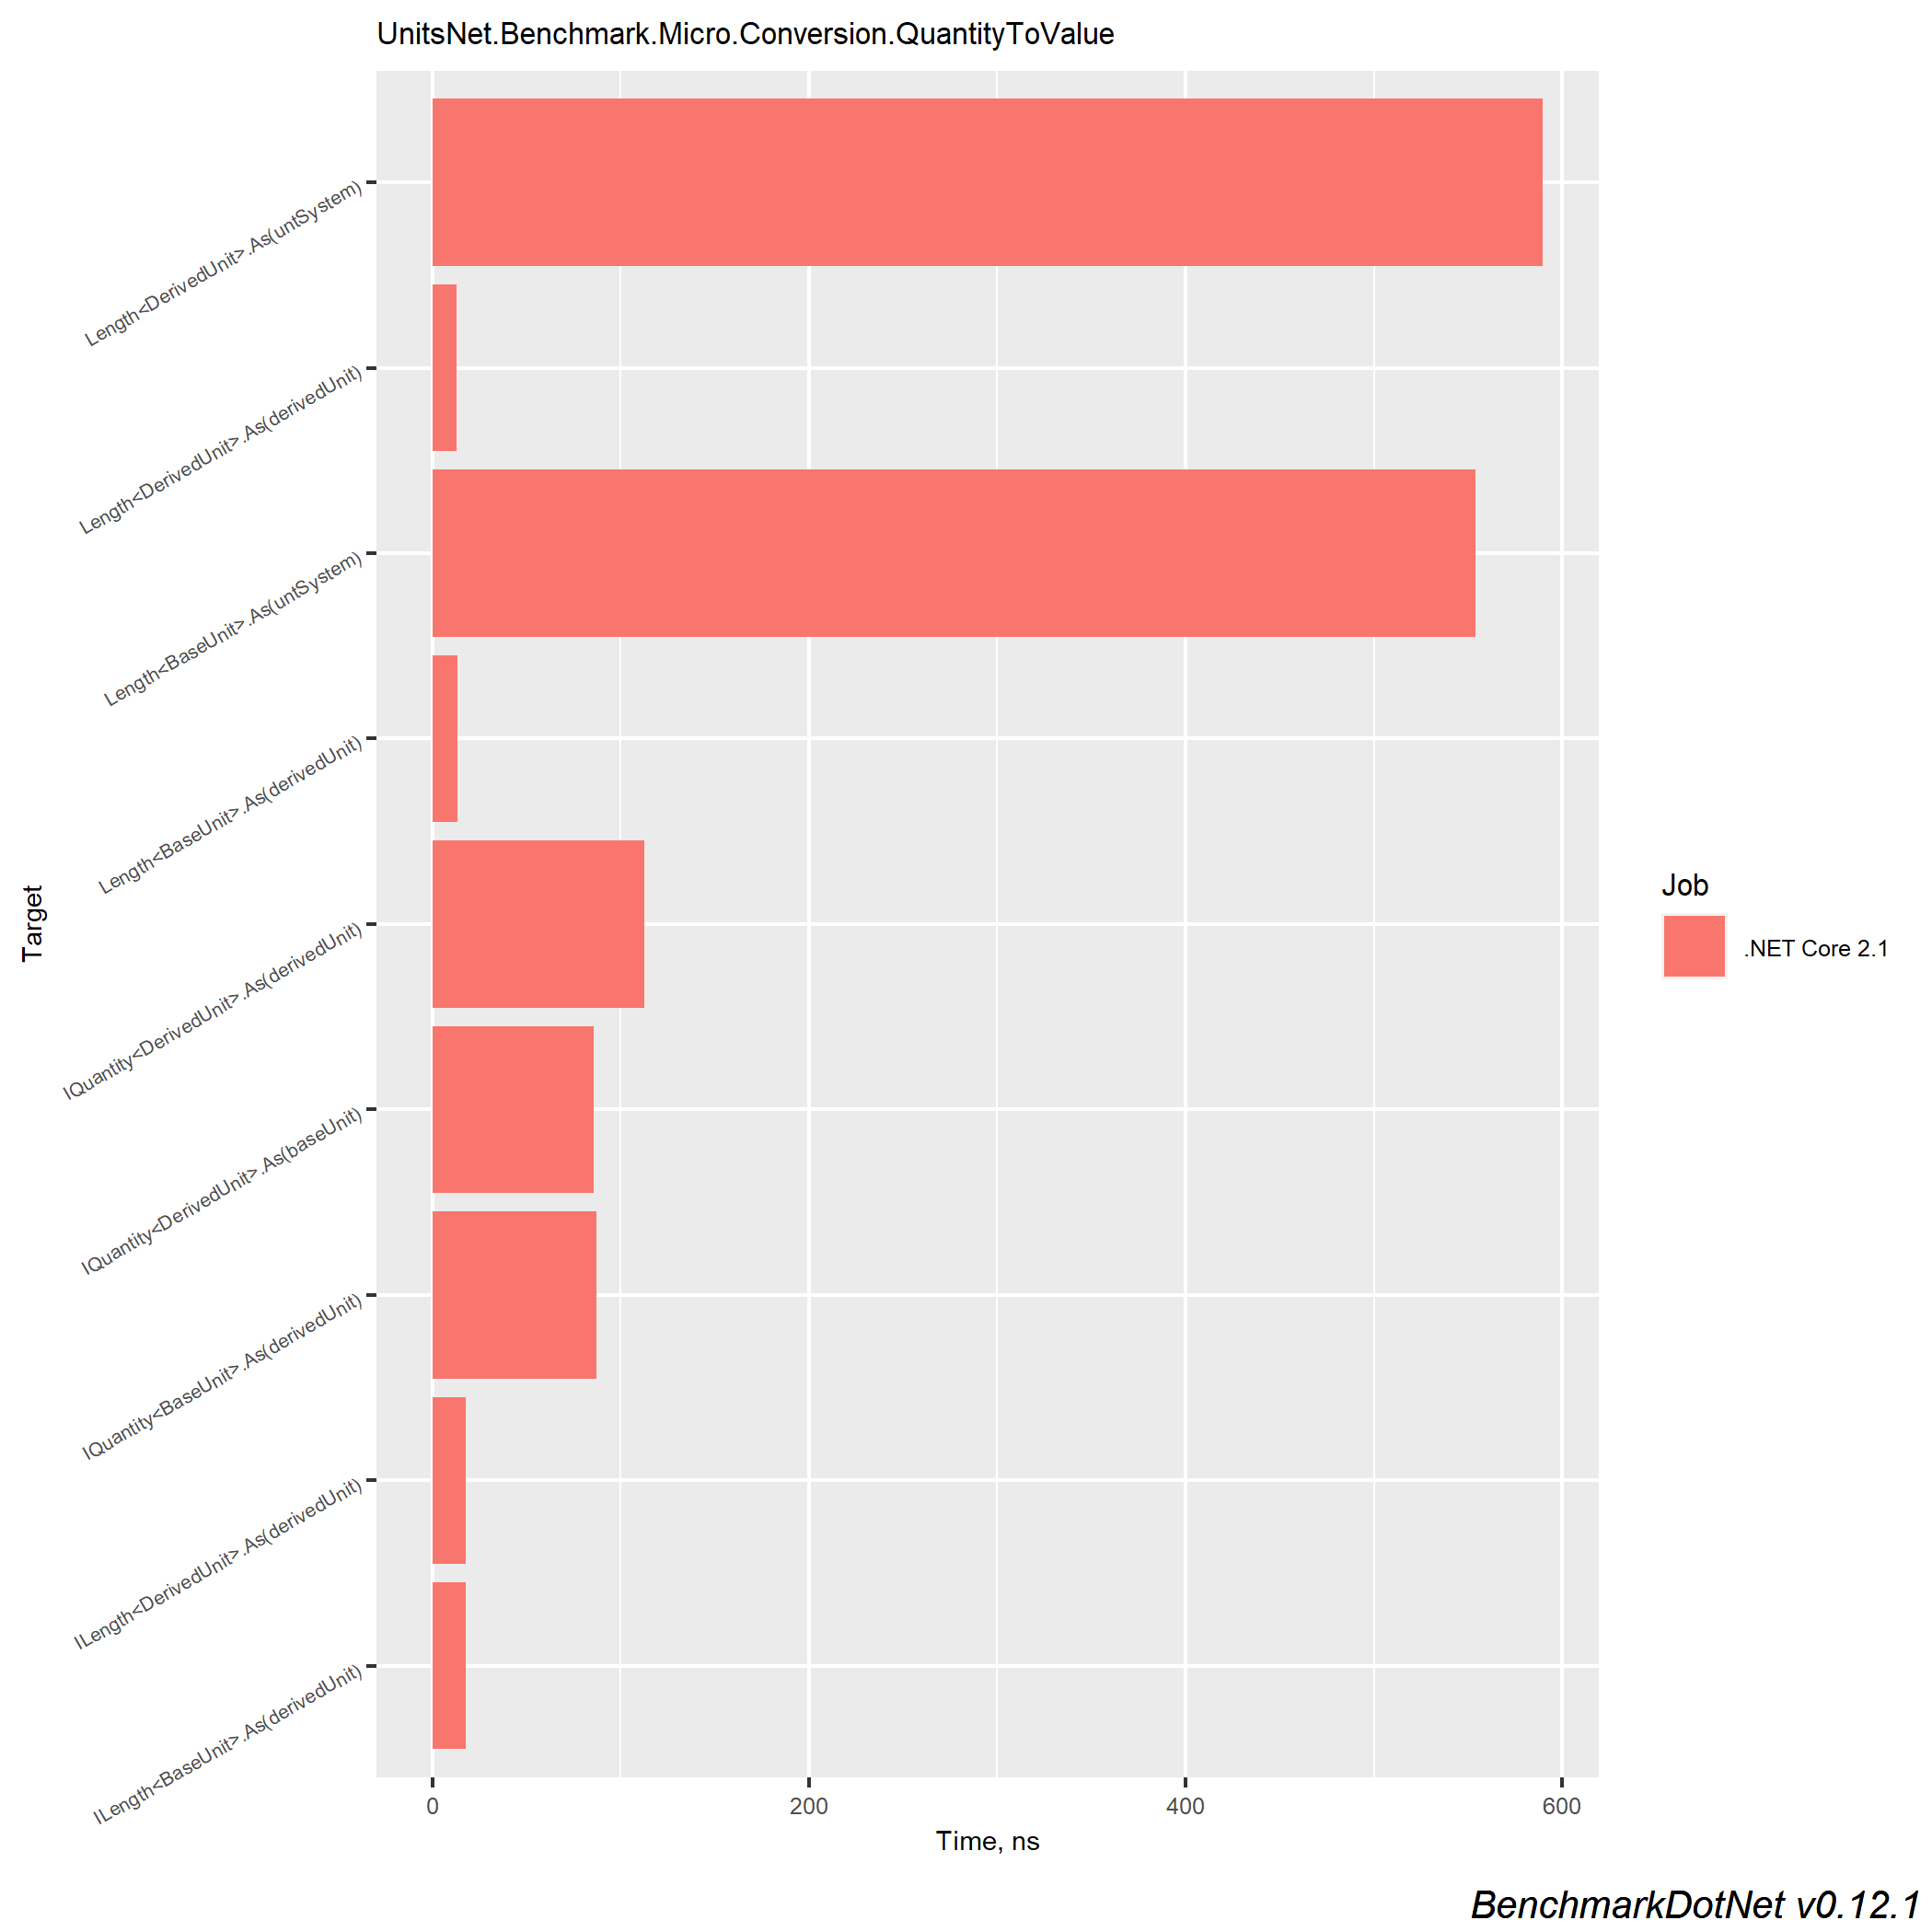 UnitsNet.Benchmark.Micro.Conversion.QuantityToValue
Length<DerivedUnit>.As(untSystem)
Length<DerivedUnit>.As(derivedUnit)
Length<BaseUnit>.As(untSystem)
Length<BaseUnit>.As(derivedUnit)
IQuantity<DerivedUnit>.As(derivedUnit)
IQuantity<DerivedUnit>.As(baseUnit)
IQuantity<BaseUnit>.As(derivedUnit)
ILength<DerivedUnit>.As(derivedUnit)
ILength<BaseUnit>.As(derivedUnit)
Target
0 200 400 600
Time, ns
Job
.NET Core 2.1
BenchmarkDotNet v0.12.1